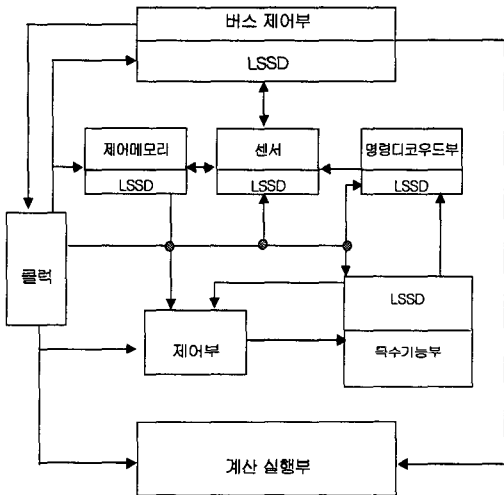 버스 제어부
LSSD
제어메모리
LSSD
센서
LSSD
명령디코우드부
LSSD
클럭
LSSD
특수기능부
제어부
계산 실행부